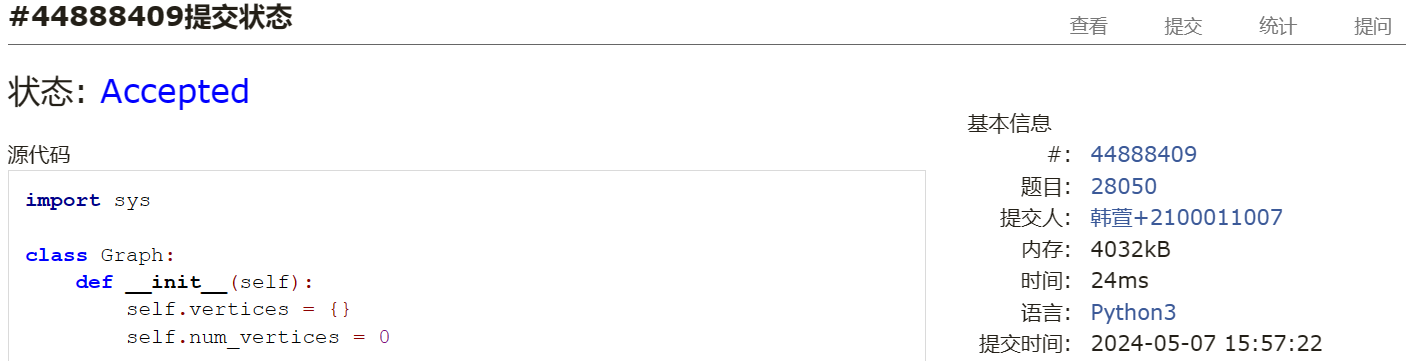 #44888409提交状态
查看 提交 统计 提问
状态: Accepted
源代码
import sys
class Graph:
    def __init__(self):
        self.vertices = {}
        self.num_vertices = 0
基本信息
#: 44888409
题目: 28050
提交人: 韩萱+2100011007
内存: 4032kB
时间: 24ms
语言: Python3
提交时间: 2024-05-07 15:57:22